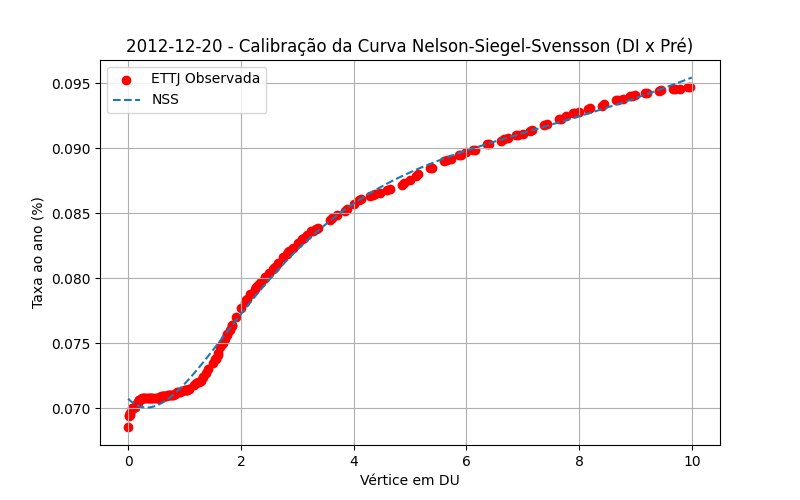 2012-12-20 - Calibração da Curva Nelson-Siegel-Svensson (DI x Pré)
ETTJ Observada
NSS
Taxa ao ano (%)
0.095
0.090
0.085
0.080
0.075
0.070
0 2 4 6 8 10
Vértice em DU